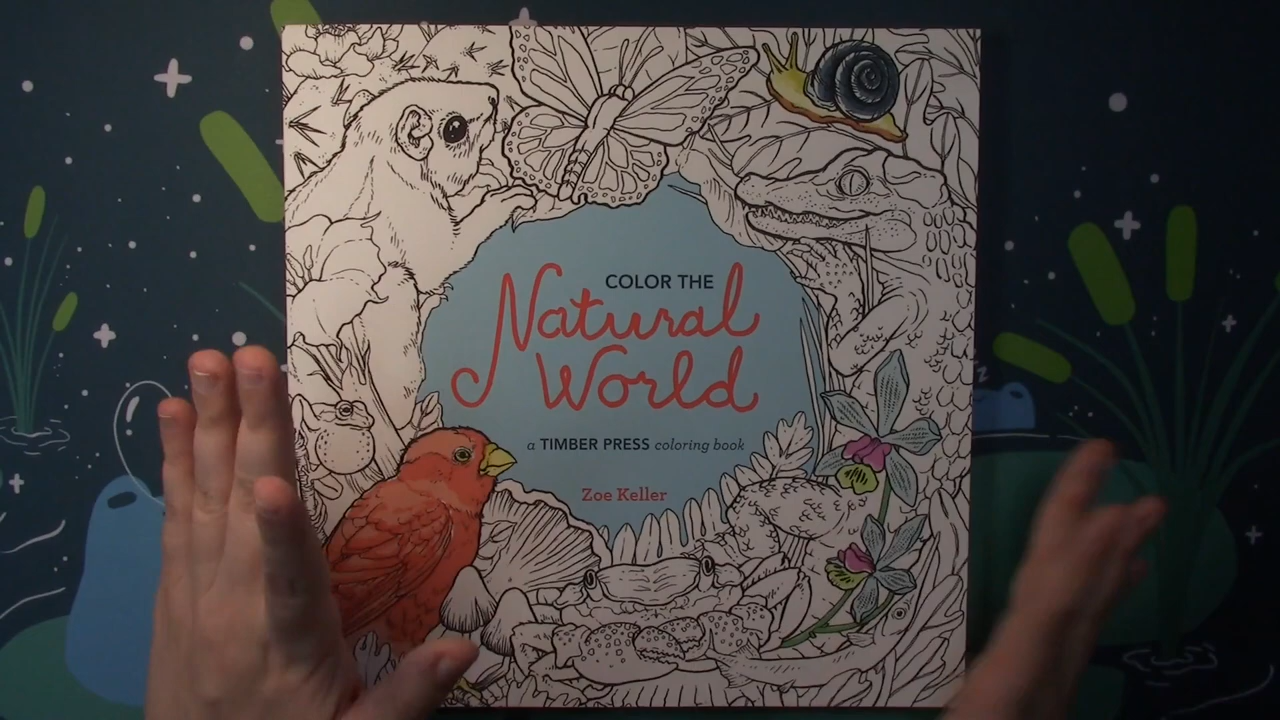 COLOR THE
Natural
World
a TIMBER PRESS coloring book
Zoe Keller